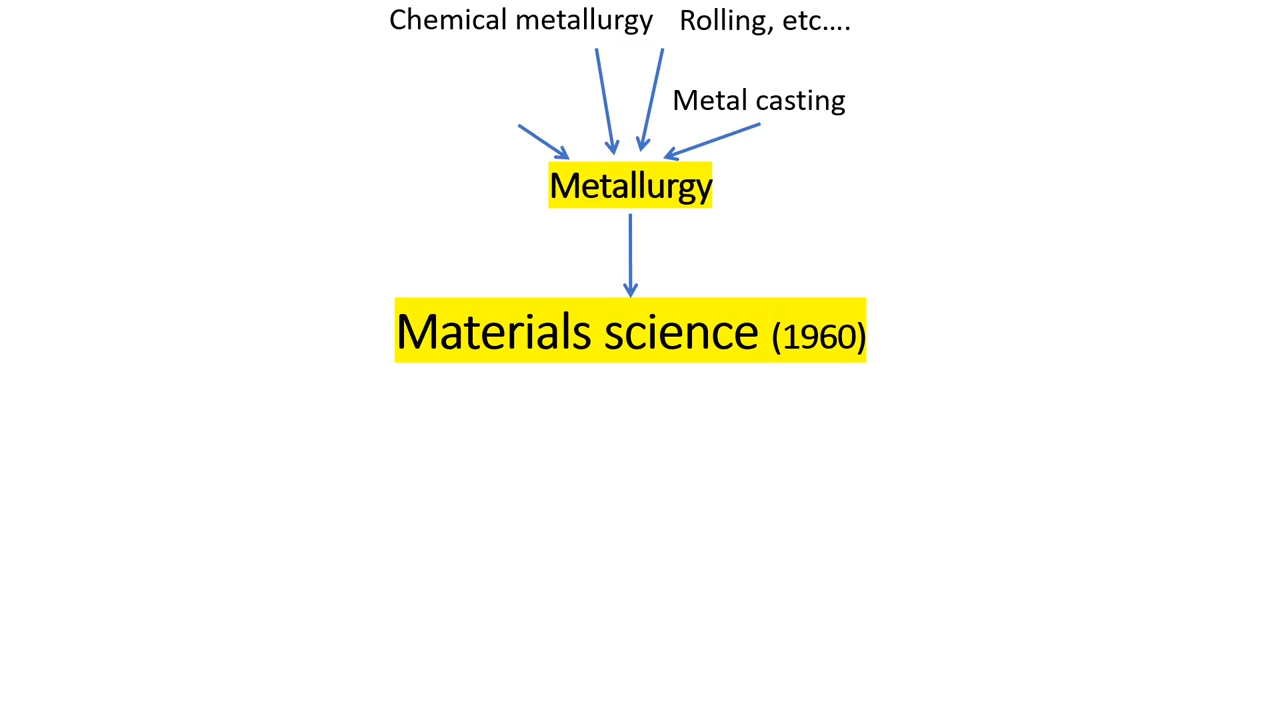 Chemical metallurgy Rolling, etc….
Metal casting
Metallurgy
Materials science (1960)